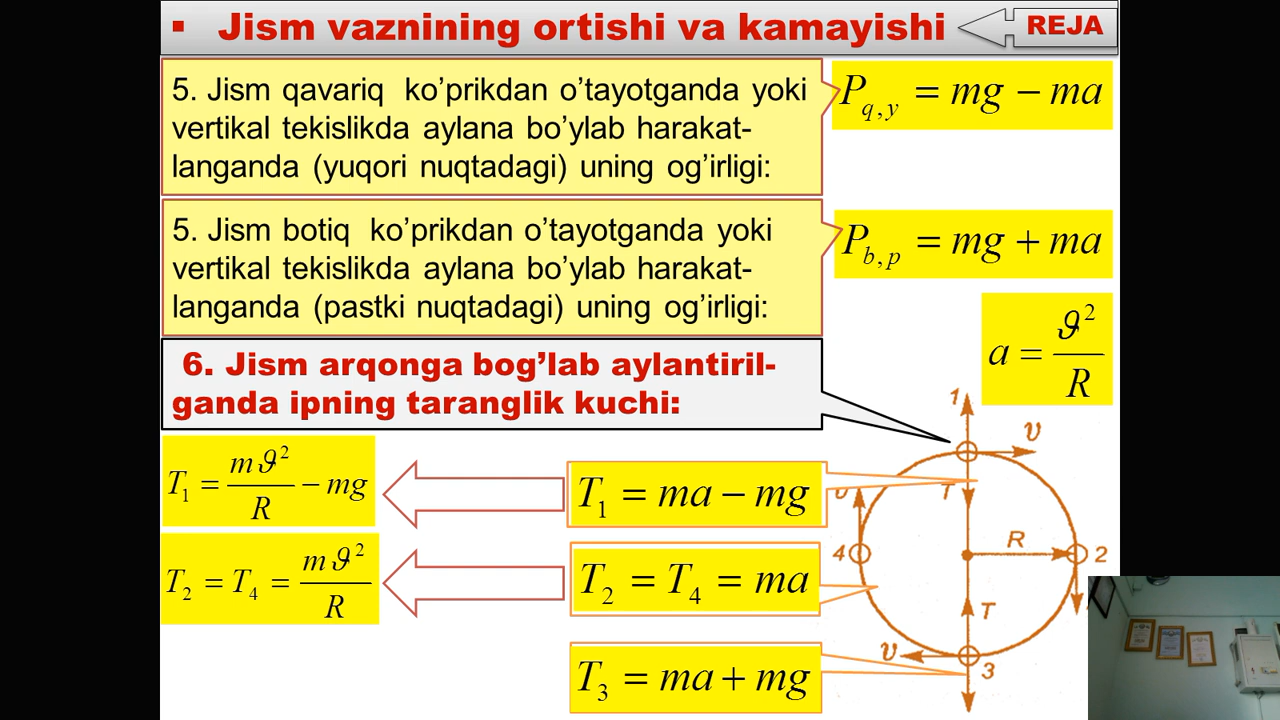 ▪ Jism vaznining ortishi va kamayishi
REJA
5. Jism qavariq ko’prikdan o’tayotganda yoki
vertikal tekislikda aylana bo’ylab harakat-
langanda (yuqori nuqtadagi) uning og’irligi:
P_{q,y} = mg − ma
5. Jism botiq ko’prikdan o’tayotganda yoki
vertikal tekislikda aylana bo’ylab harakat-
langanda (pastki nuqtadagi) uning og’irligi:
P_{b,p} = mg + ma
a = ϑ²/R
6. Jism arqonga bog’lab aylantiril-
ganda ipning taranglik kuchi:
T₁ = mϑ²/R − mg
T₁ = ma − mg
T₂ = T₄ = mϑ²/R
T₂ = T₄ = ma
T₃ = ma + mg
1
υ
T
υ
4
R
2
T
υ
3